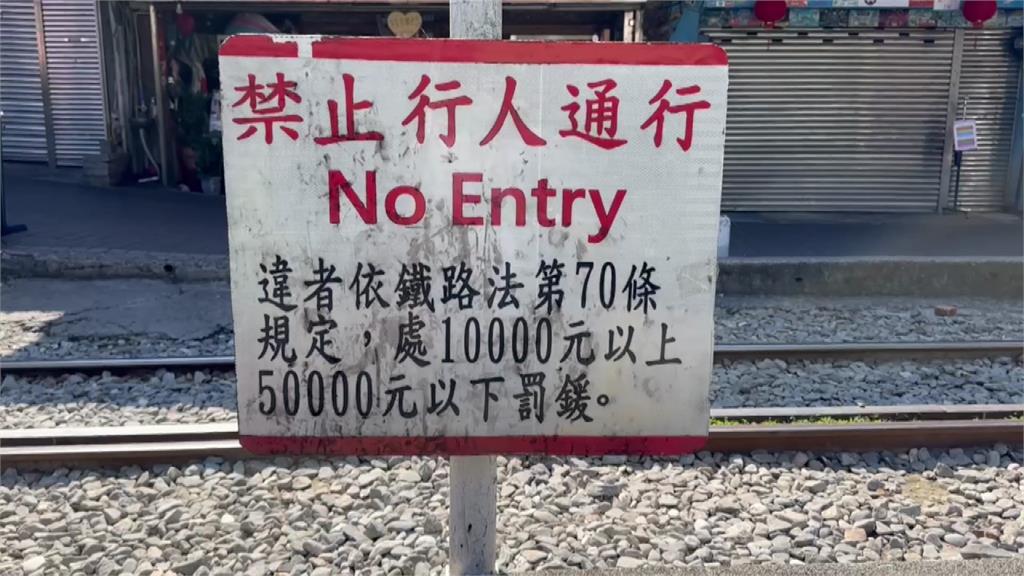 禁止行人通行
No Entry
違者依鐵路法第70條
規定，處10000元以上
50000元以下罰鍰。